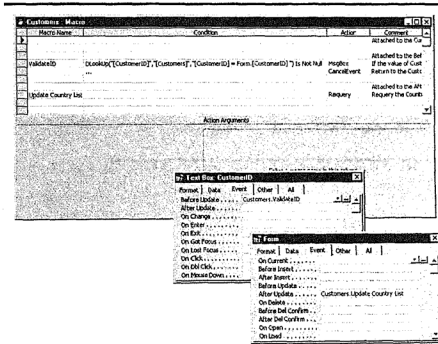 Customers : Macro
Macro Name Condition Action Comment
Attached to the Cu
Attached to the Bef
ValidateID DLookUp("[CustomerID]","[Customers]","[CustomerID] = Form.[CustomerID] ") Is Not Null MsgBox If the value of Cust
... CancelEvent Return to the Custo
Attached to the Aft
Update Country List Requery Requery the Countr
Action Arguments
Text Box: CustomerID
Format Data Event Other All
Before Update Customers.ValidateID
After Update
On Change
On Enter
On Exit
On Got Focus
On Lost Focus
On Click
On Dbl Click
On Mouse Down
Form
Format Data Event Other All
On Current
Before Insert
After Insert
Before Update
After Update Customers.Update Country List
On Delete
Before Del Confirm
After Del Confirm
On Open
On Load